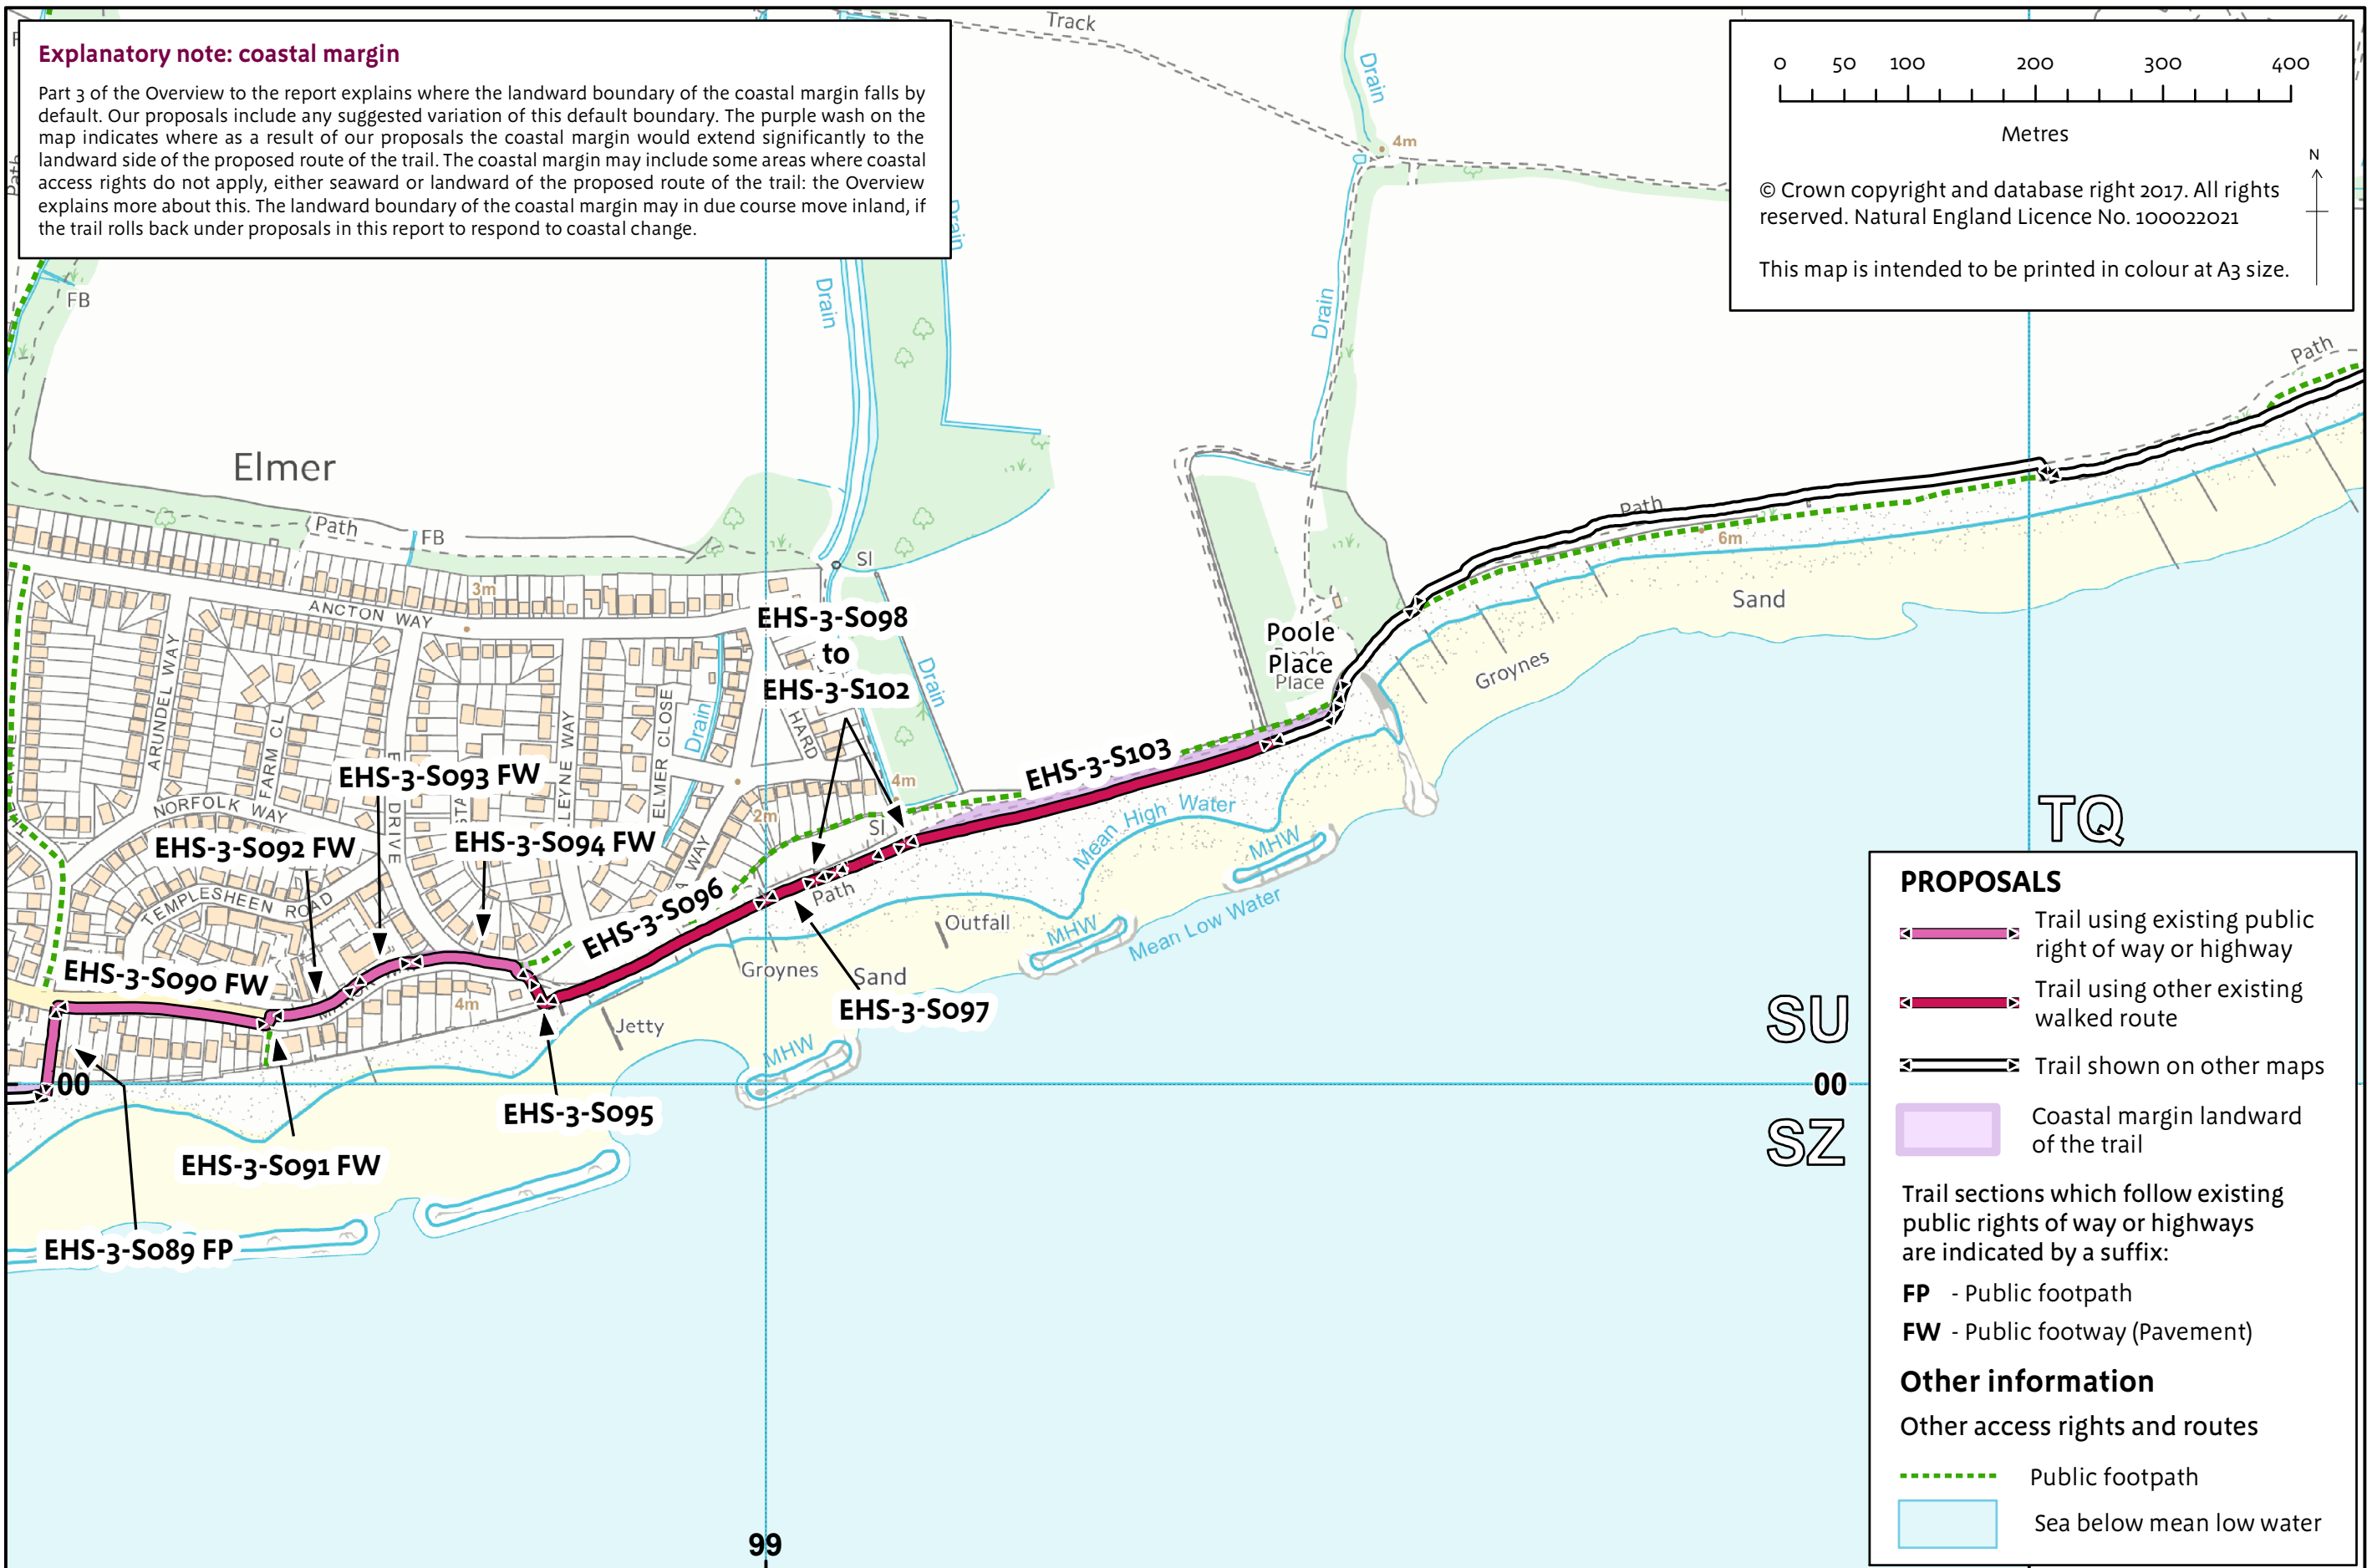 Explanatory note: coastal margin
Part 3 of the Overview to the report explains where the landward boundary of the coastal margin falls by
default. Our proposals include any suggested variation of this default boundary. The purple wash on the
map indicates where as a result of our proposals the coastal margin would extend significantly to the
landward side of the proposed route of the trail. The coastal margin may include some areas where coastal
access rights do not apply, either seaward or landward of the proposed route of the trail: the Overview
explains more about this. The landward boundary of the coastal margin may in due course move inland, if
the trail rolls back under proposals in this report to respond to coastal change.
0 50 100 200 300 400
Metres
N
© Crown copyright and database right 2017. All rights
reserved. Natural England Licence No. 100022021
This map is intended to be printed in colour at A3 size.
Track
Drain
4m
Drain
Path
Drain
Drain
FB
Path
Elmer
Path
FB
Sl
Path
6m
Sand
3m
ANCTON WAY
EHS-3-S098
to
EHS-3-S102
Poole
Place
Poole
Place
Groynes
ARUNDEL WAY
FARM CL
DRIVE
LEYNE WAY
ELMER CLOSE
Drain
HARD
Drain
EHS-3-S103
EHS-3-S093 FW
4m
NORFOLK WAY
2m
Sl
Mean High Water
MHW
TQ
EHS-3-S092 FW
EHS-3-S094 FW
WAY
TEMPLESHEEN ROAD
EHS-3-S096
Path
Outfall
MHW
Mean Low Water
EHS-3-S090 FW
Groynes
Sand
4m
EHS-3-S097
Jetty
MHW
SU
00
00
EHS-3-S095
SZ
EHS-3-S091 FW
EHS-3-S089 FP
99
PROPOSALS
Trail using existing public
right of way or highway
Trail using other existing
walked route
Trail shown on other maps
Coastal margin landward
of the trail
Trail sections which follow existing
public rights of way or highways
are indicated by a suffix:
FP - Public footpath
FW - Public footway (Pavement)
Other information
Other access rights and routes
Public footpath
Sea below mean low water